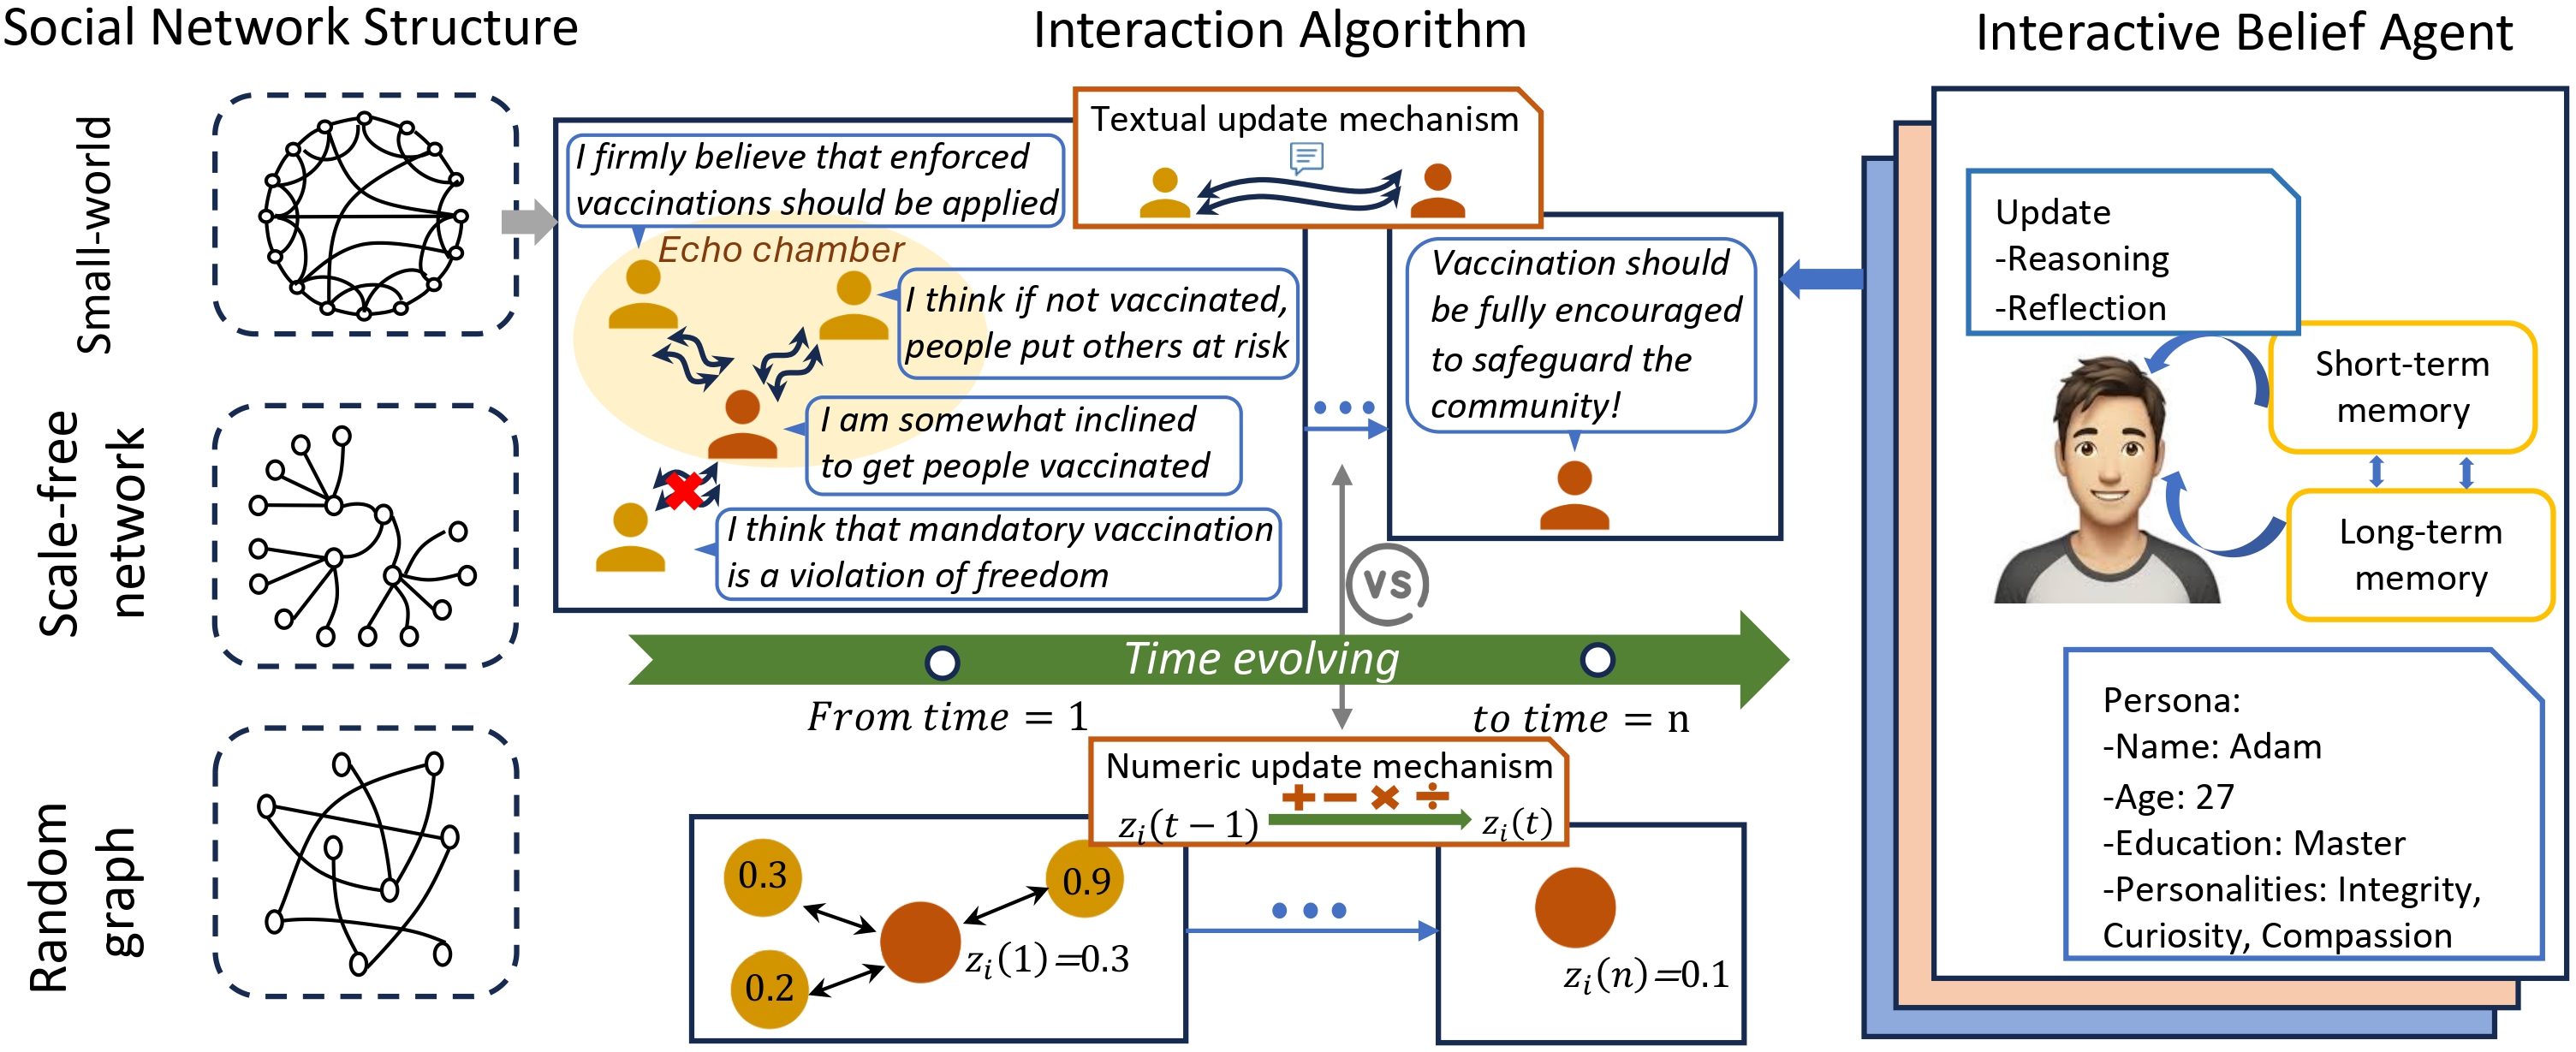 Social Network Structure
Interaction Algorithm
Interactive Belief Agent
Small-world
Scale-free
network
Random
graph
Textual update mechanism
I firmly believe that enforced
vaccinations should be applied
Echo chamber
I think if not vaccinated,
people put others at risk
I am somewhat inclined
to get people vaccinated
I think that mandatory vaccination
is a violation of freedom
Vaccination should
be fully encouraged
to safeguard the
community!
VS
Time evolving
From time = 1
to time = n
Numeric update mechanism
+ − × ÷
z_i(t − 1)
z_i(t)
0.3
0.9
0.2
z_i(1)=0.3
z_i(n)=0.1
Update
-Reasoning
-Reflection
Short-term
memory
Long-term
memory
Persona:
-Name: Adam
-Age: 27
-Education: Master
-Personalities: Integrity,
Curiosity, Compassion